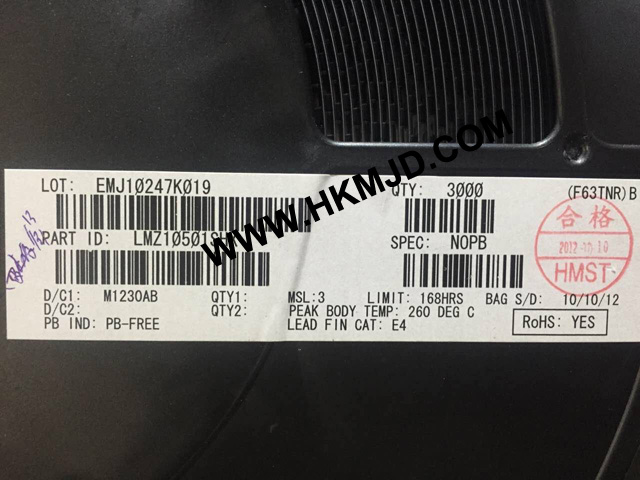 LOT: EMJ10247K019 QTY: 3000 (F63TNR)B
PART ID: LMZ10501S SPEC: NOPB
合格
2012-10-10
HMST
D/C1: M1230AB QTY1: MSL:3 LIMIT: 168HRS BAG S/D: 10/10/12
D/C2: QTY2: PEAK BODY TEMP: 260 DEG C
PB IND: PB-FREE LEAD FIN CAT: E4 RoHS: YES
WWW.HKMJD.COM